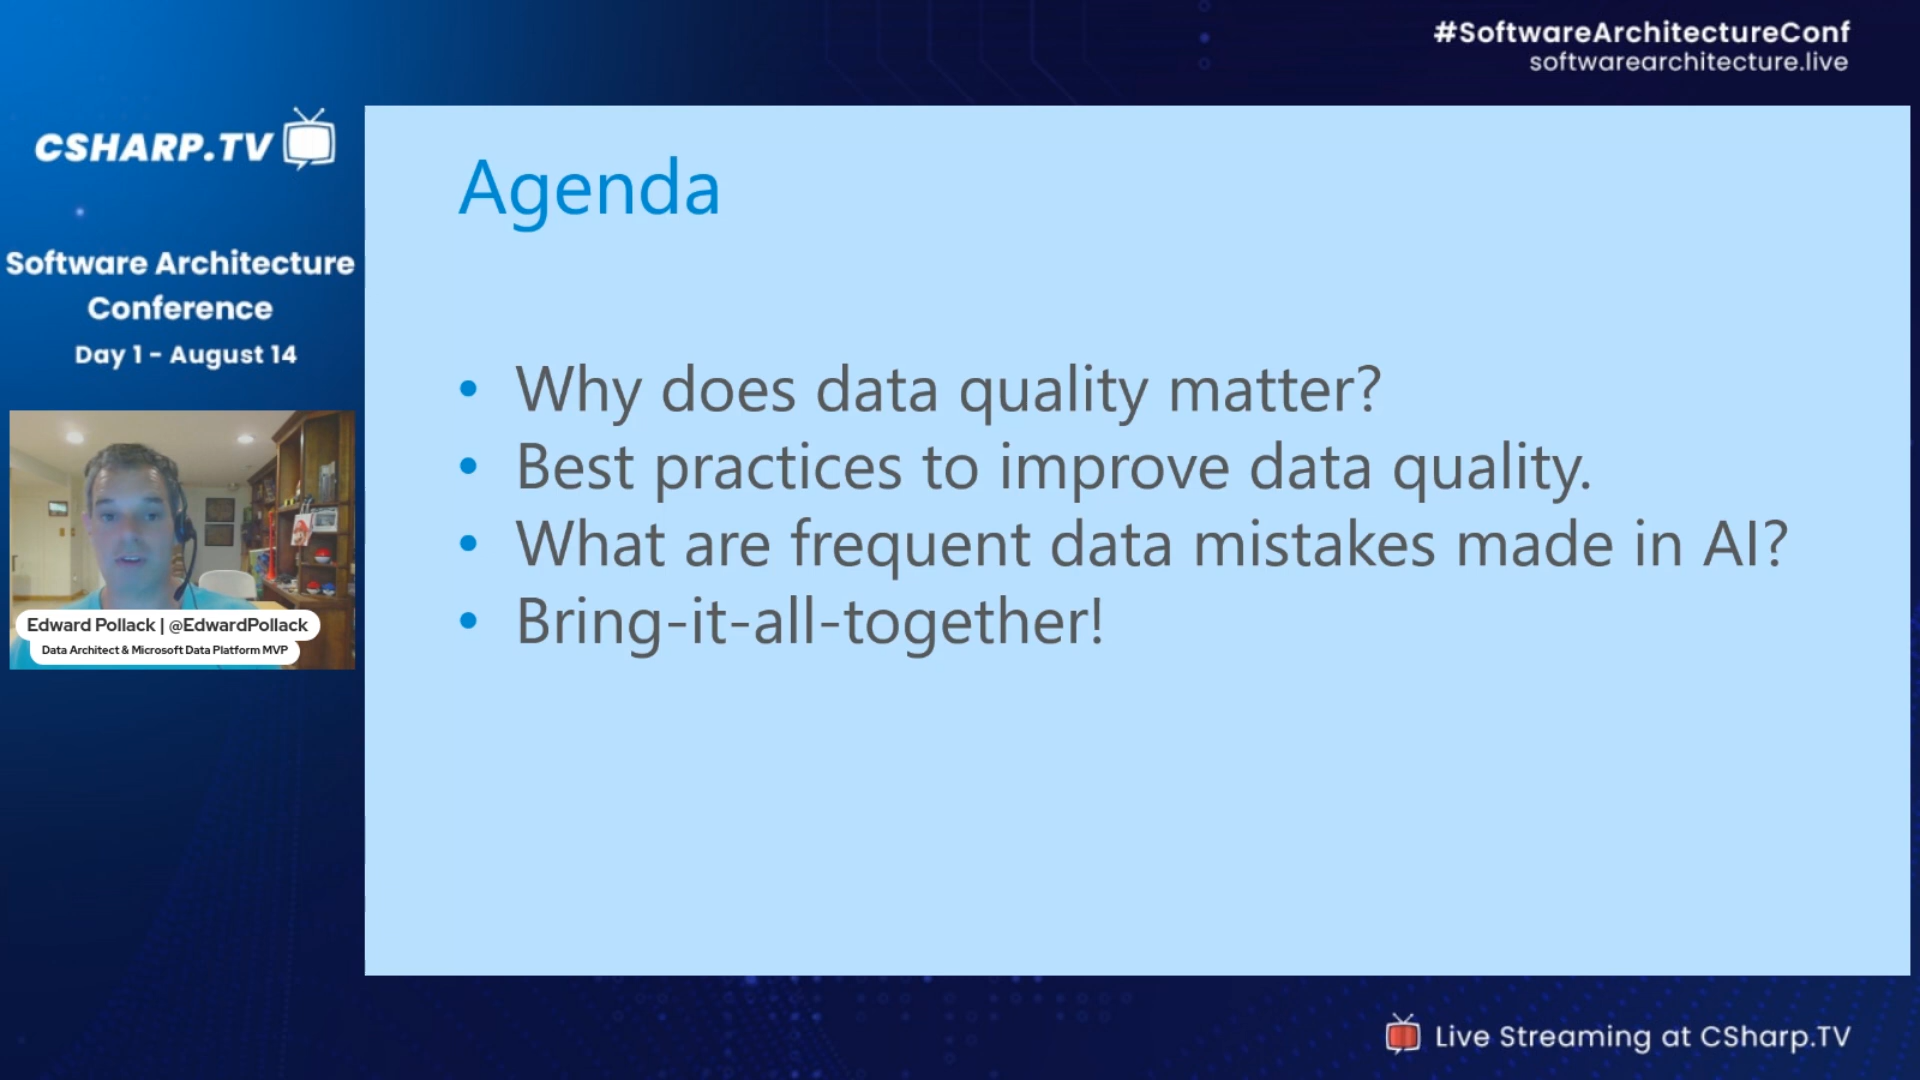 #SoftwareArchitectureConf
softwarearchitecture.live
CSHARP.TV
Software Architecture
Conference
Day 1 - August 14
Edward Pollack | @EdwardPollack
Data Architect & Microsoft Data Platform MVP
Agenda
• Why does data quality matter?
• Best practices to improve data quality.
• What are frequent data mistakes made in AI?
• Bring-it-all-together!
Live Streaming at CSharp.TV